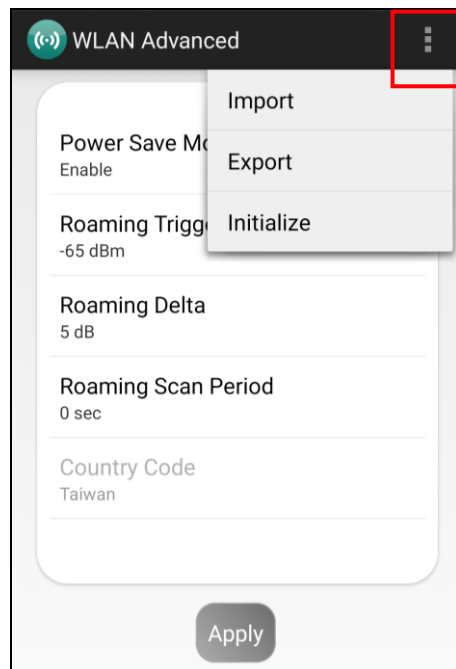 WLAN Advanced
Import
Export
Initialize
Power Save Mo
Enable
Roaming Trigg
-65 dBm
Roaming Delta
5 dB
Roaming Scan Period
0 sec
Country Code
Taiwan
Apply